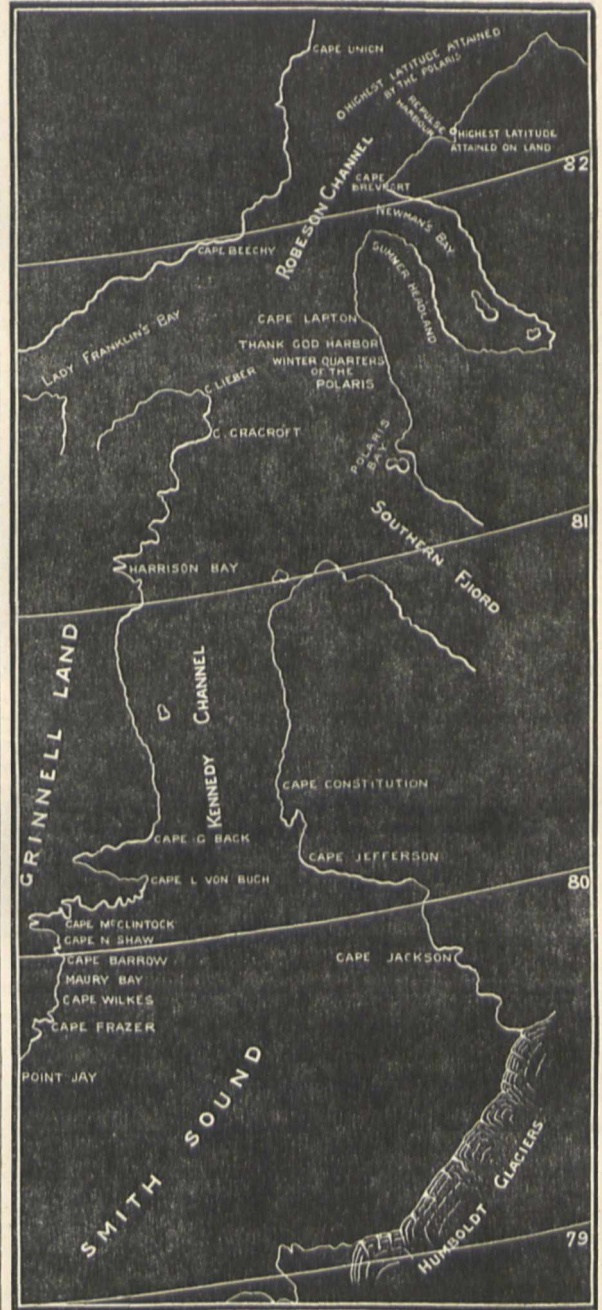 CAPE UNION
HIGHEST LATITUDE ATTAINED
BY THE POLARIS
REPULSE
HARBOUR
HIGHEST LATITUDE
ATTAINED ON LAND
82
CAPE
BREVOORT
ROBESON CHANNEL
NEWMAN'S BAY
CAPE BEECHY
SUMNER HEADLAND
CAPE LAPTON
LADY FRANKLIN'S BAY
THANK GOD HARBOR
WINTER QUARTERS
OF THE
POLARIS
C. LIEBER
C. CRACROFT
POLARIS
BAY
SOUTHERN FJORD
81
HARRISON BAY
GRINNELL LAND
KENNEDY CHANNEL
CAPE CONSTITUTION
CAPE G BACK
CAPE JEFFERSON
CAPE L VON BUCH
80
CAPE McCLINTOCK
CAPE N SHAW
CAPE BARROW
CAPE JACKSON
MAURY BAY
CAPE WILKES
CAPE FRAZER
POINT JAY
SMITH SOUND
HUMBOLDT GLACIERS
79